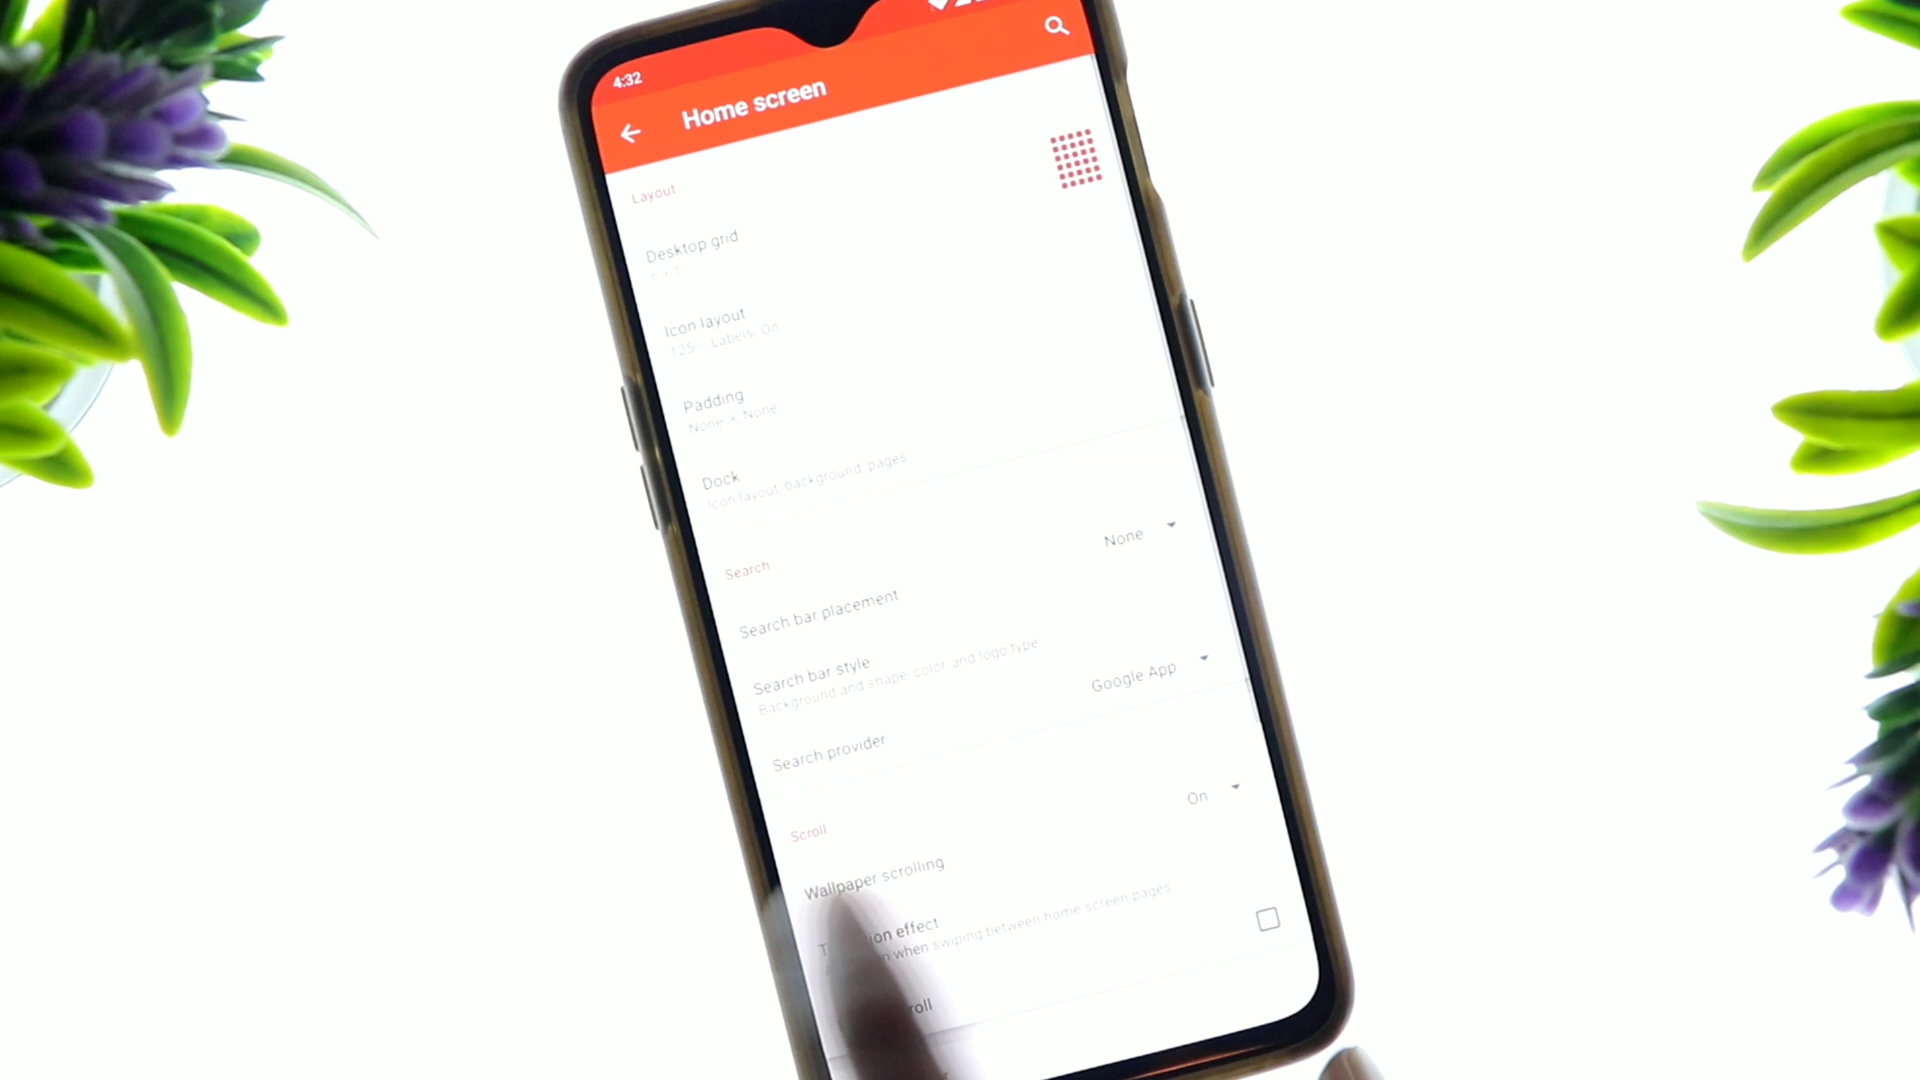 4:32
Home screen
Layout
Desktop grid
Icon layout
125% Labels: On
Padding
None x None
Dock
Icon layout, background, pages
Search
Search bar placement
None
Search bar style
Background and shape, color, and logo type
Search provider
Google App
Scroll
Wallpaper scrolling
On
effect
when swiping between home screen pages